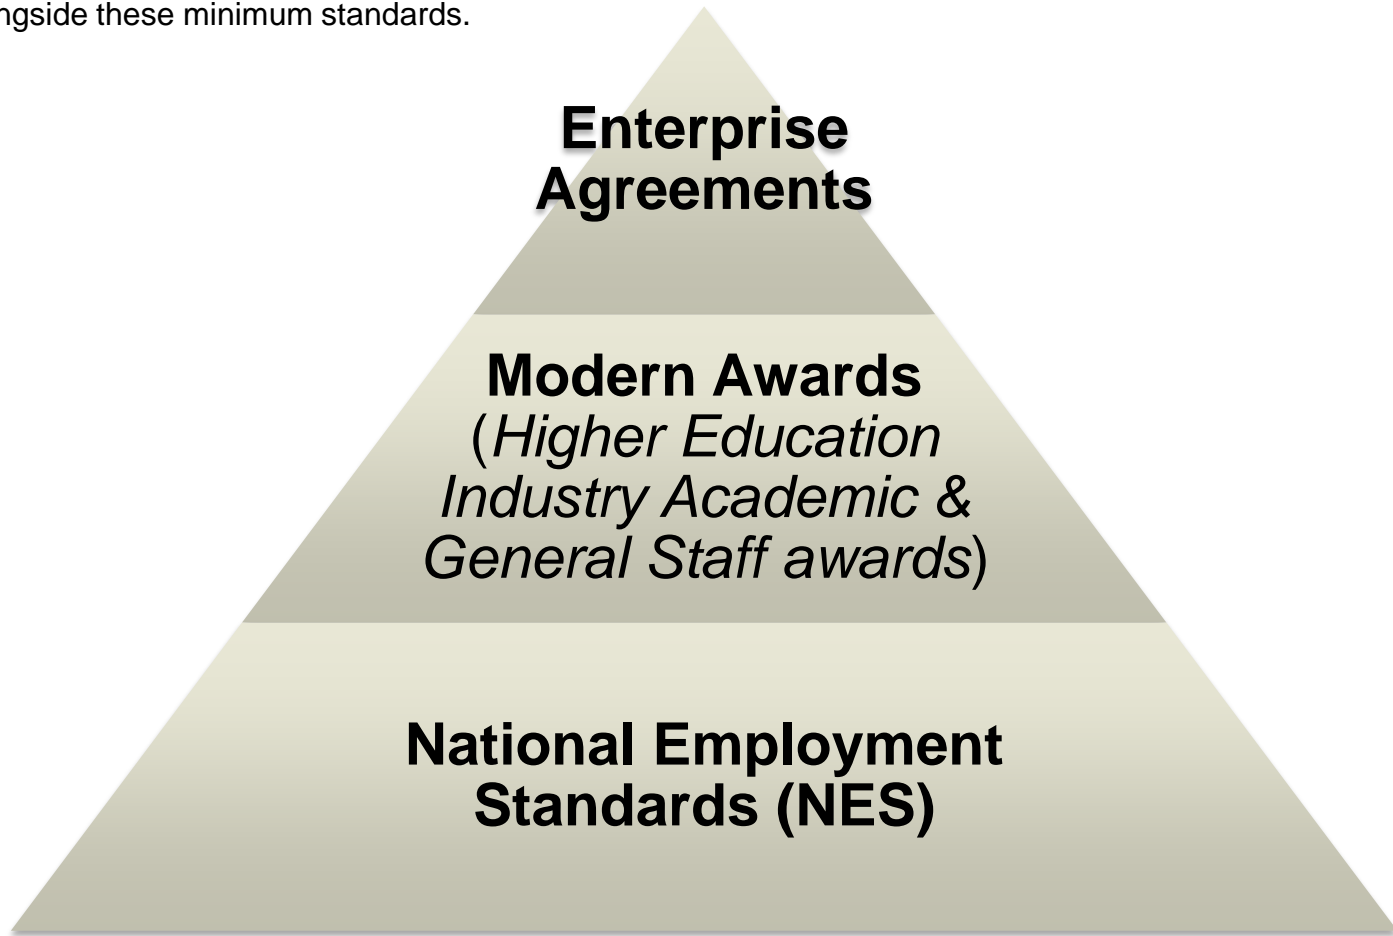 ngside these minimum standards.
Enterprise
Agreements
Modern Awards
(Higher Education
Industry Academic &
General Staff awards)
National Employment
Standards (NES)